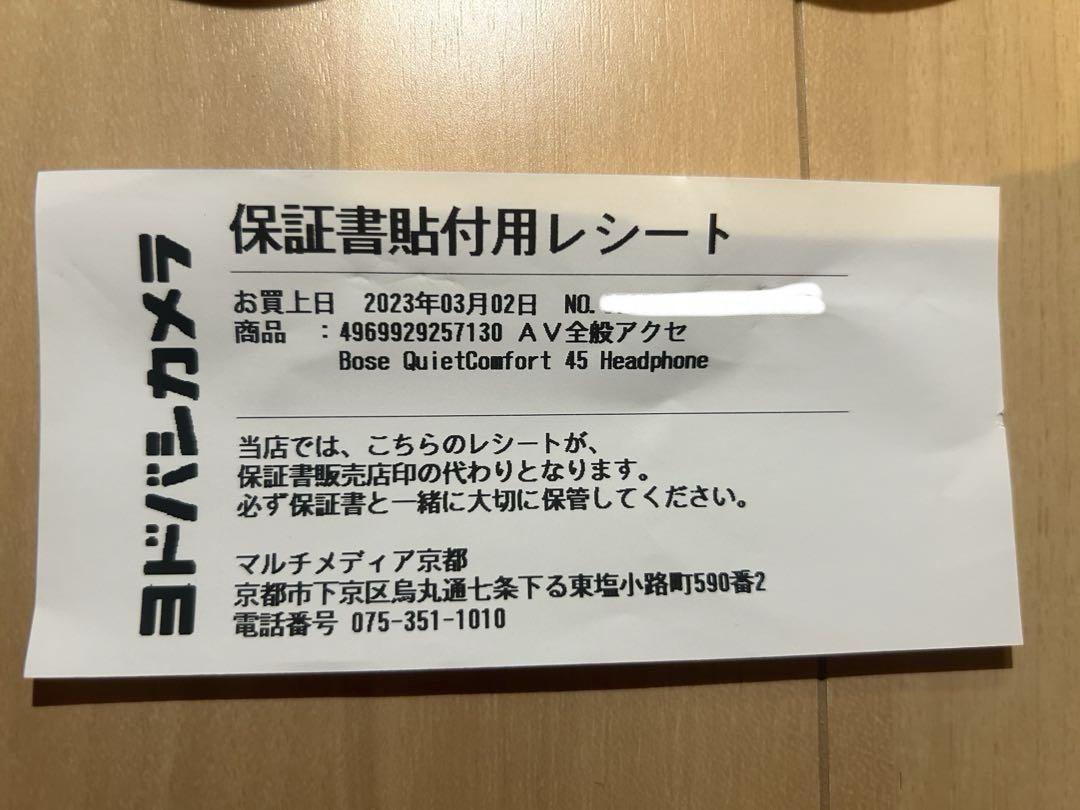 ヨドバシカメラ
保証書貼付用レシート
お買上日 2023年03月02日 NO.
商品 :4969929257130 AV全般アクセ
Bose QuietComfort 45 Headphone
当店では、こちらのレシートが、
保証書販売店印の代わりとなります。
必ず保証書と一緒に大切に保管してください。
マルチメディア京都
京都市下京区烏丸通七条下る東塩小路町590番2
電話番号 075-351-1010